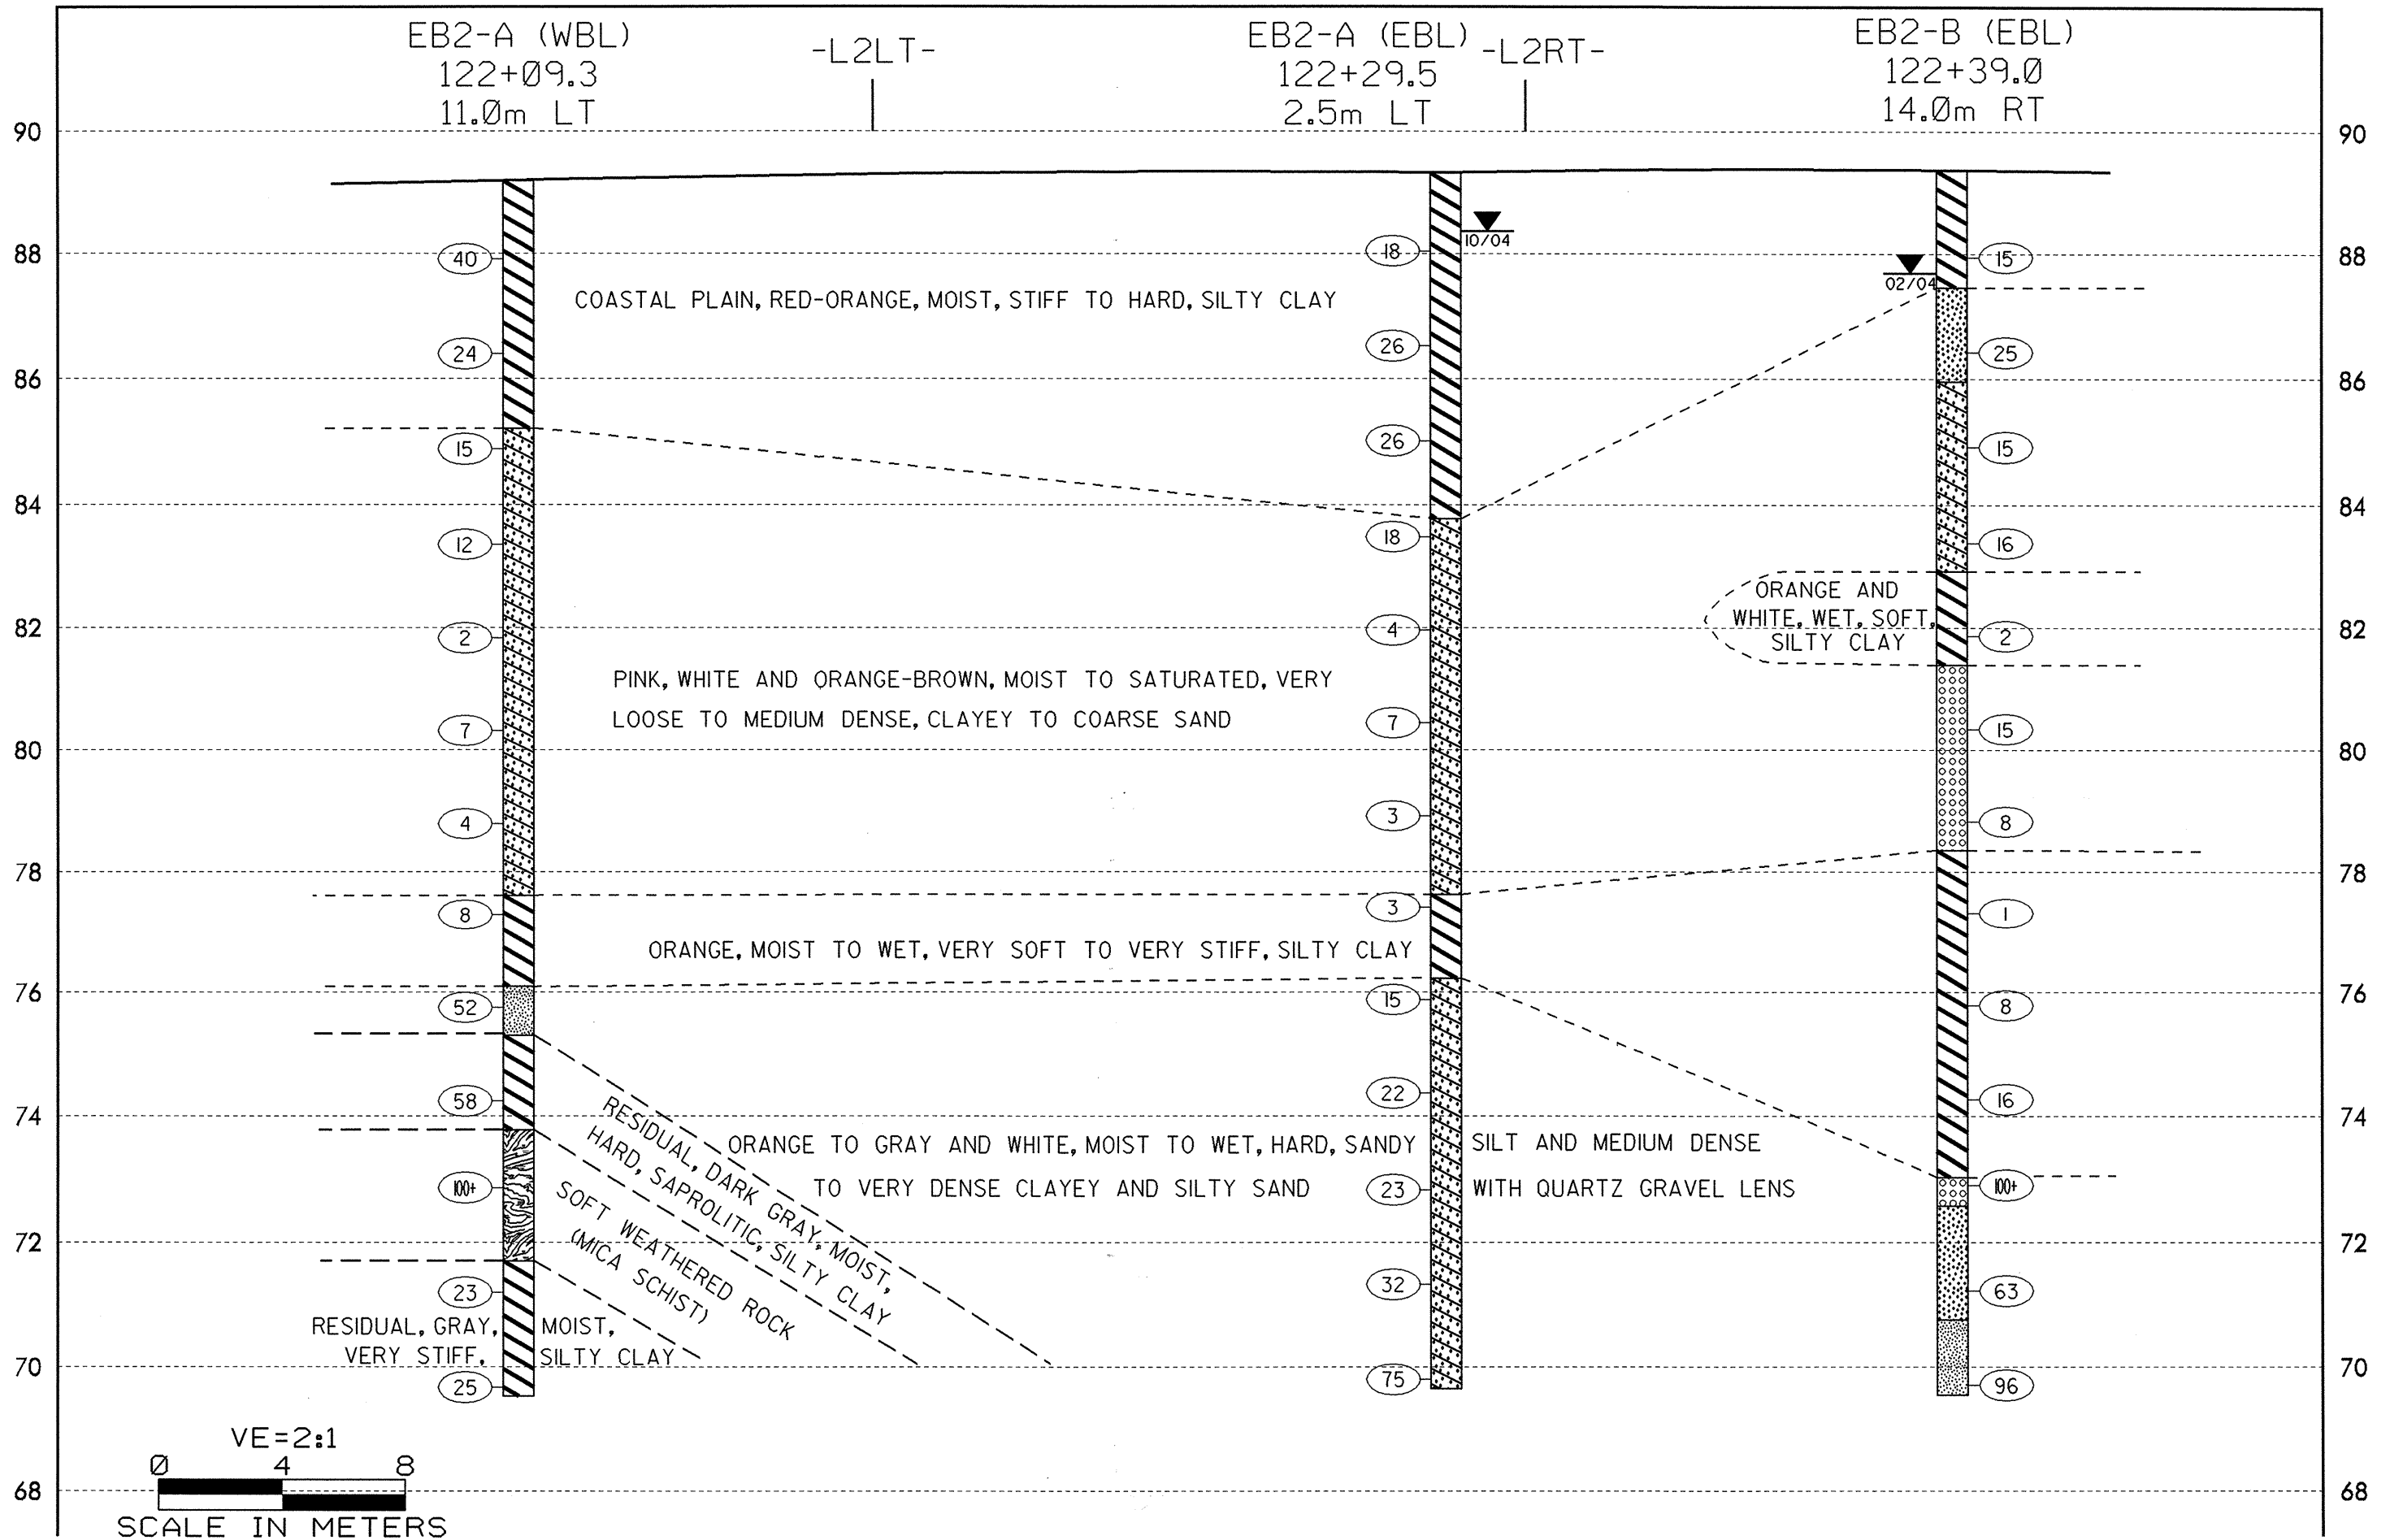 EB2-A (WBL)
122+09.3
11.0m LT
-L2LT-
EB2-A (EBL)
122+29.5
2.5m LT
-L2RT-
EB2-B (EBL)
122+39.0
14.0m RT
90
90
10/04
88
40
18
15
88
02/04
COASTAL PLAIN, RED-ORANGE, MOIST, STIFF TO HARD, SILTY CLAY
24
26
25
86
86
15
26
15
84
84
12
18
16
ORANGE AND
WHITE, WET, SOFT,
SILTY CLAY
82
2
4
2
82
PINK, WHITE AND ORANGE-BROWN, MOIST TO SATURATED, VERY
LOOSE TO MEDIUM DENSE, CLAYEY TO COARSE SAND
7
7
15
80
80
4
3
8
78
78
8
3
1
ORANGE, MOIST TO WET, VERY SOFT TO VERY STIFF, SILTY CLAY
76
76
52
15
8
58
22
16
74
74
RESIDUAL, DARK GRAY, MOIST,
HARD, SAPROLITIC, SILTY CLAY
ORANGE TO GRAY AND WHITE, MOIST TO WET, HARD, SANDY SILT AND MEDIUM DENSE
TO VERY DENSE CLAYEY AND SILTY SAND WITH QUARTZ GRAVEL LENS
100+
23
100+
SOFT WEATHERED ROCK
(MICA SCHIST)
72
72
23
32
63
RESIDUAL, GRAY, MOIST,
VERY STIFF, SILTY CLAY
70
70
25
75
96
VE=2:1
0 4 8
SCALE IN METERS
68
68